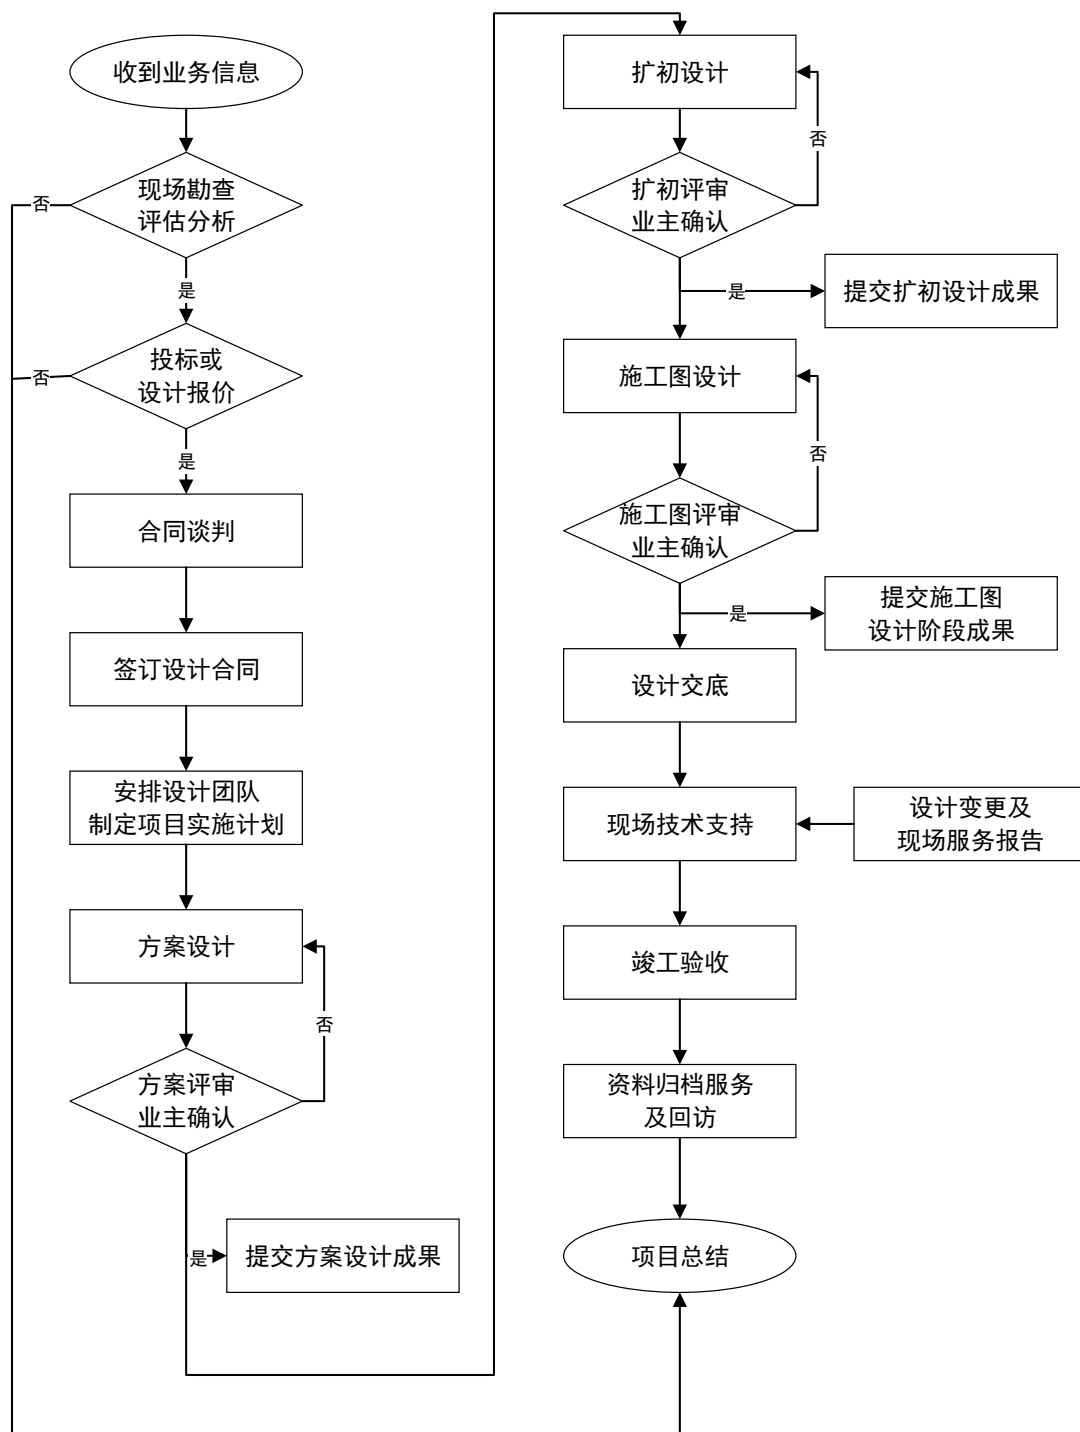 收到业务信息
现场勘查
评估分析
否
是
投标或
设计报价
否
是
合同谈判
签订设计合同
安排设计团队
制定项目实施计划
方案设计
否
方案评审
业主确认
是
提交方案设计成果
扩初设计
否
扩初评审
业主确认
是
提交扩初设计成果
施工图设计
否
施工图评审
业主确认
是
提交施工图
设计阶段成果
设计交底
现场技术支持
设计变更及
现场服务报告
竣工验收
资料归档服务
及回访
项目总结